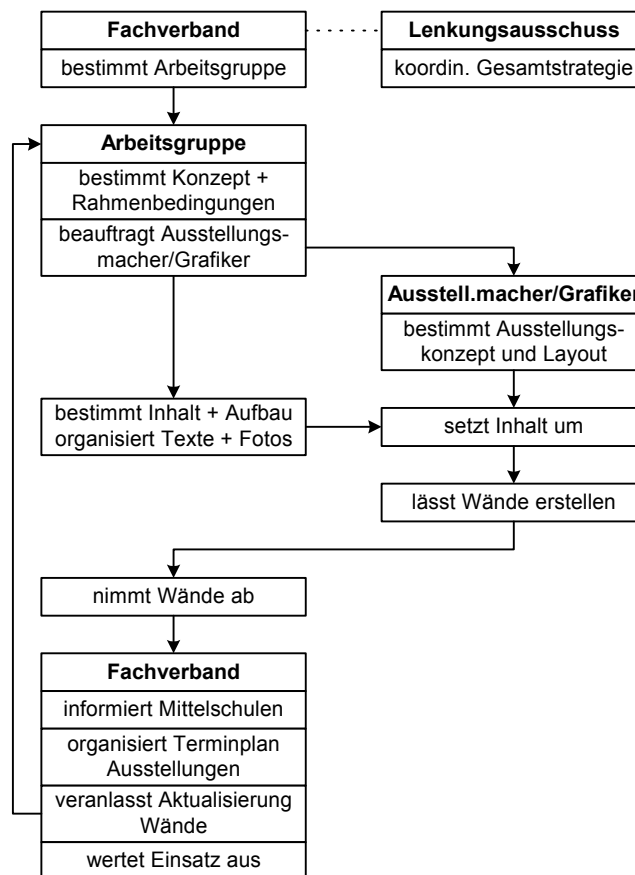 Fachverband
bestimmt Arbeitsgruppe
Lenkungsausschuss
koordin. Gesamtstrategie
Arbeitsgruppe
bestimmt Konzept +
Rahmenbedingungen
beauftragt Ausstellungs-
macher/Grafiker
Ausstell.macher/Grafiker
bestimmt Ausstellungs-
konzept und Layout
bestimmt Inhalt + Aufbau
organisiert Texte + Fotos
setzt Inhalt um
lässt Wände erstellen
nimmt Wände ab
Fachverband
informiert Mittelschulen
organisiert Terminplan
Ausstellungen
veranlasst Aktualisierung
Wände
wertet Einsatz aus